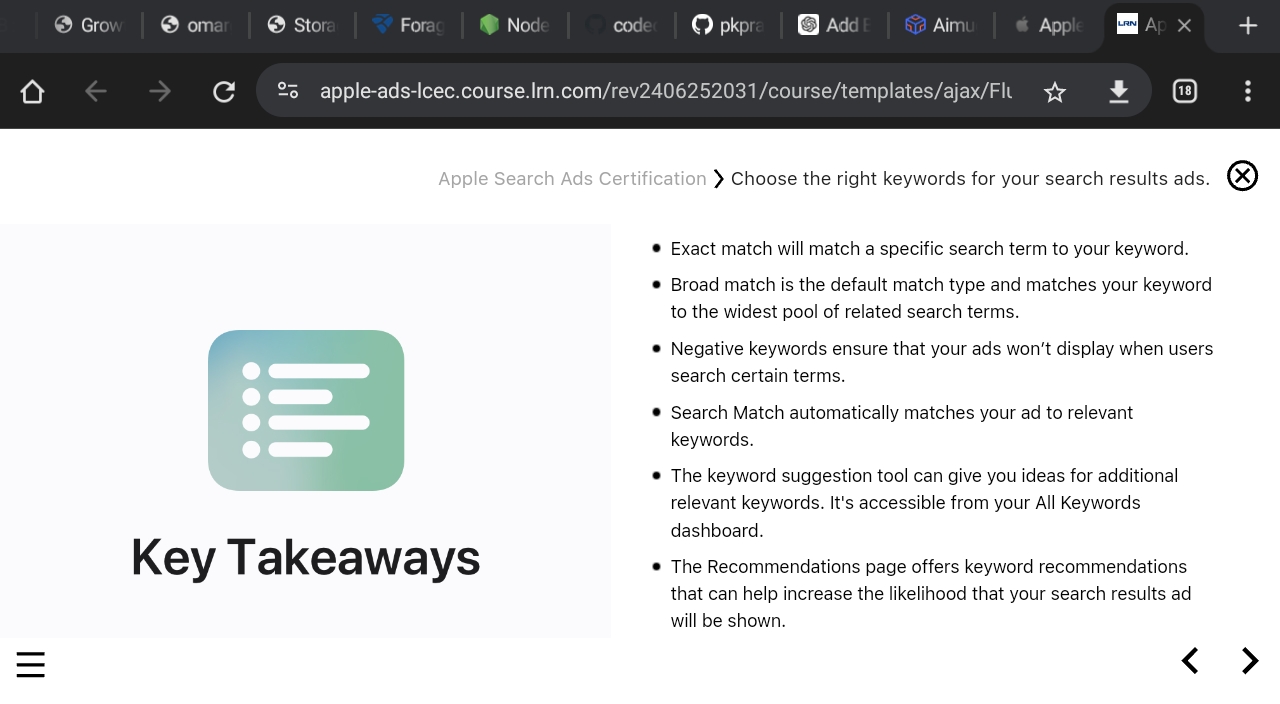 Grow
omar
Stora
Forag
Node
codec
pkpra
Add E
Aimu
Apple
LRN
Ap
apple-ads-lcec.course.lrn.com/rev2406252031/course/templates/ajax/Flu
18
Apple Search Ads Certification
Choose the right keywords for your search results ads.
Key Takeaways
Exact match will match a specific search term to your keyword.
Broad match is the default match type and matches your keyword
to the widest pool of related search terms.
Negative keywords ensure that your ads won’t display when users
search certain terms.
Search Match automatically matches your ad to relevant
keywords.
The keyword suggestion tool can give you ideas for additional
relevant keywords. It's accessible from your All Keywords
dashboard.
The Recommendations page offers keyword recommendations
that can help increase the likelihood that your search results ad
will be shown.